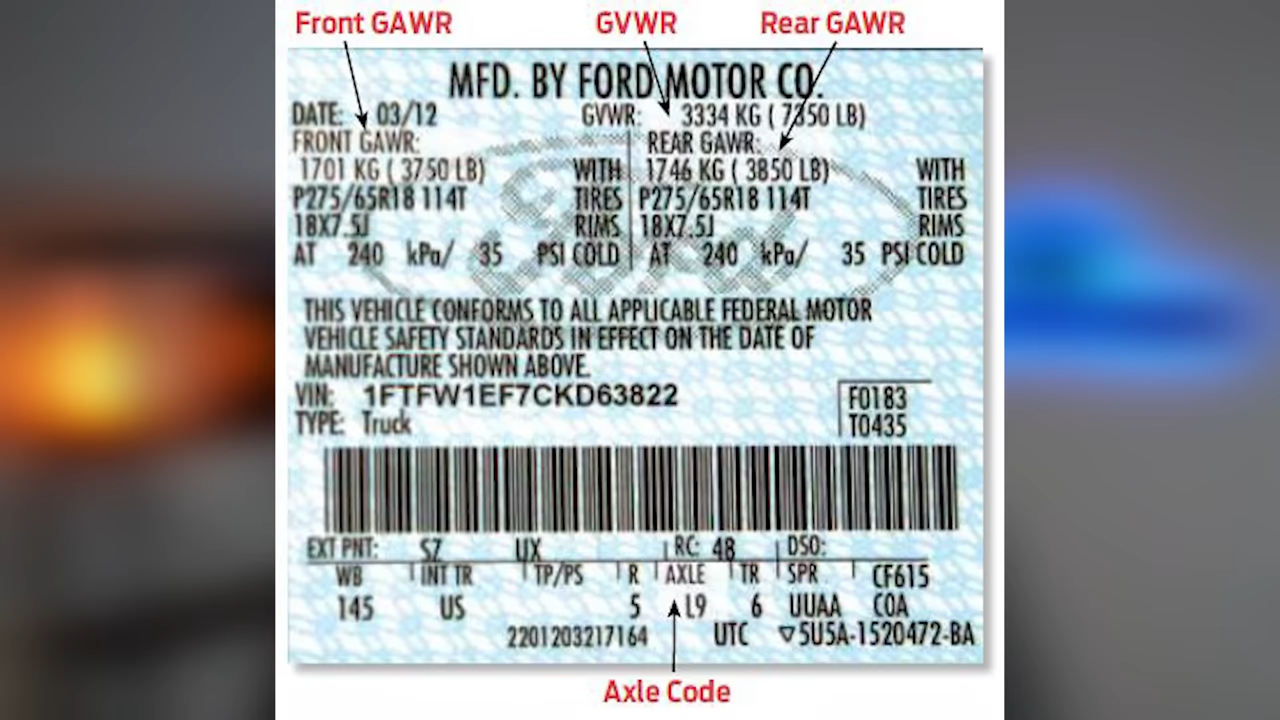 Front GAWR GVWR Rear GAWR
MFD. BY FORD MOTOR CO.
DATE: 03/12 GVWR: 3334 KG ( 7350 LB)
FRONT GAWR: REAR GAWR:
1701 KG ( 3750 LB) WITH 1746 KG ( 3850 LB) WITH
P275/65R18 114T TIRES P275/65R18 114T TIRES
18X7.5J RIMS 18X7.5J RIMS
AT 240 kPa/ 35 PSI COLD AT 240 kPa/ 35 PSI COLD
THIS VEHICLE CONFORMS TO ALL APPLICABLE FEDERAL MOTOR
VEHICLE SAFETY STANDARDS IN EFFECT ON THE DATE OF
MANUFACTURE SHOWN ABOVE.
VIN: 1FTFW1EF7CKD63822 F0183
TYPE: Truck T0435
EXT PNT: SZ UX RC: 48 DSO:
WB INT TR TP/PS R AXLE TR SPR CF615
145 US 5 L9 6 UUAA COA
2201203217164 UTC ▽5U5A-1520472-BA
Axle Code